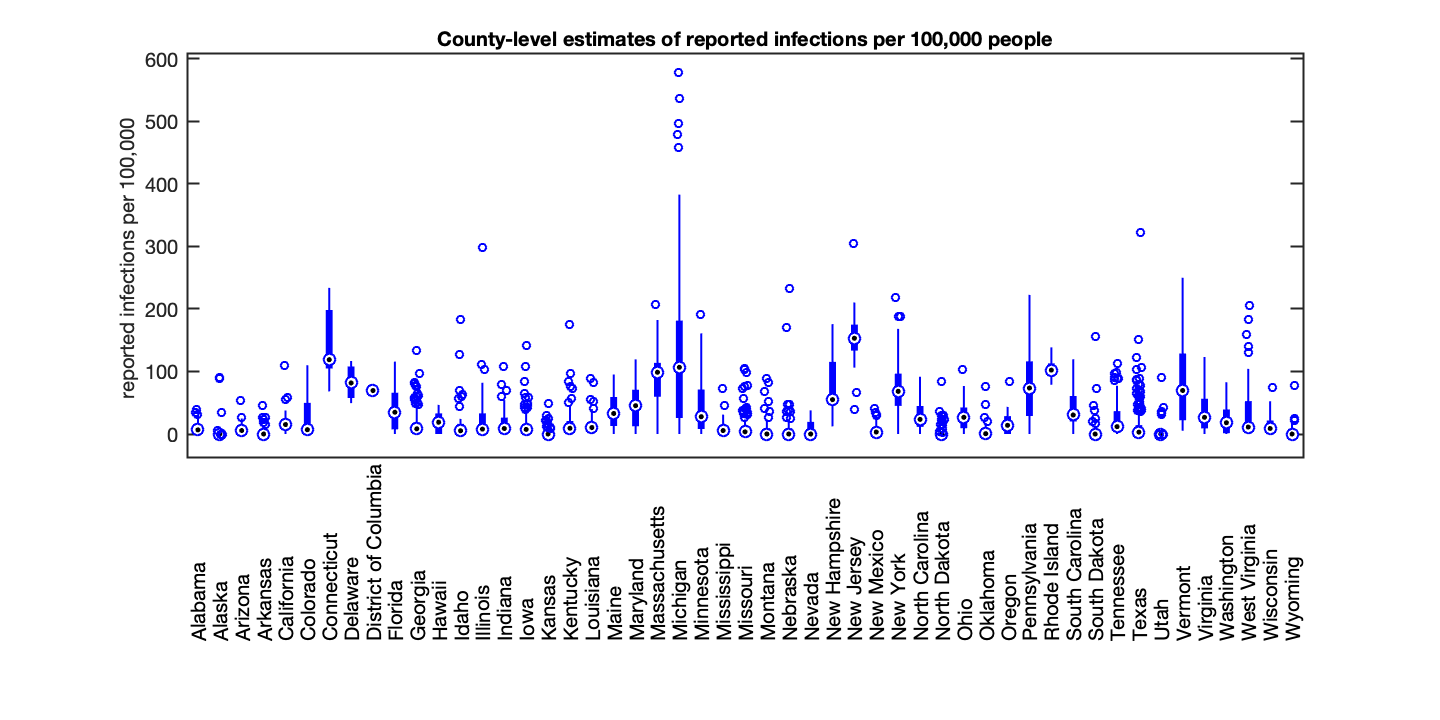 County-level estimates of reported infections per 100,000 people
reported infections per 100,000
600
500
400
300
200
100
0
Alabama
Alaska
Arizona
Arkansas
California
Colorado
Connecticut
Delaware
District of Columbia
Florida
Georgia
Hawaii
Idaho
Illinois
Indiana
Iowa
Kansas
Kentucky
Louisiana
Maine
Maryland
Massachusetts
Michigan
Minnesota
Mississippi
Missouri
Montana
Nebraska
Nevada
New Hampshire
New Jersey
New Mexico
New York
North Carolina
North Dakota
Ohio
Oklahoma
Oregon
Pennsylvania
Rhode Island
South Carolina
South Dakota
Tennessee
Texas
Utah
Vermont
Virginia
Washington
West Virginia
Wisconsin
Wyoming